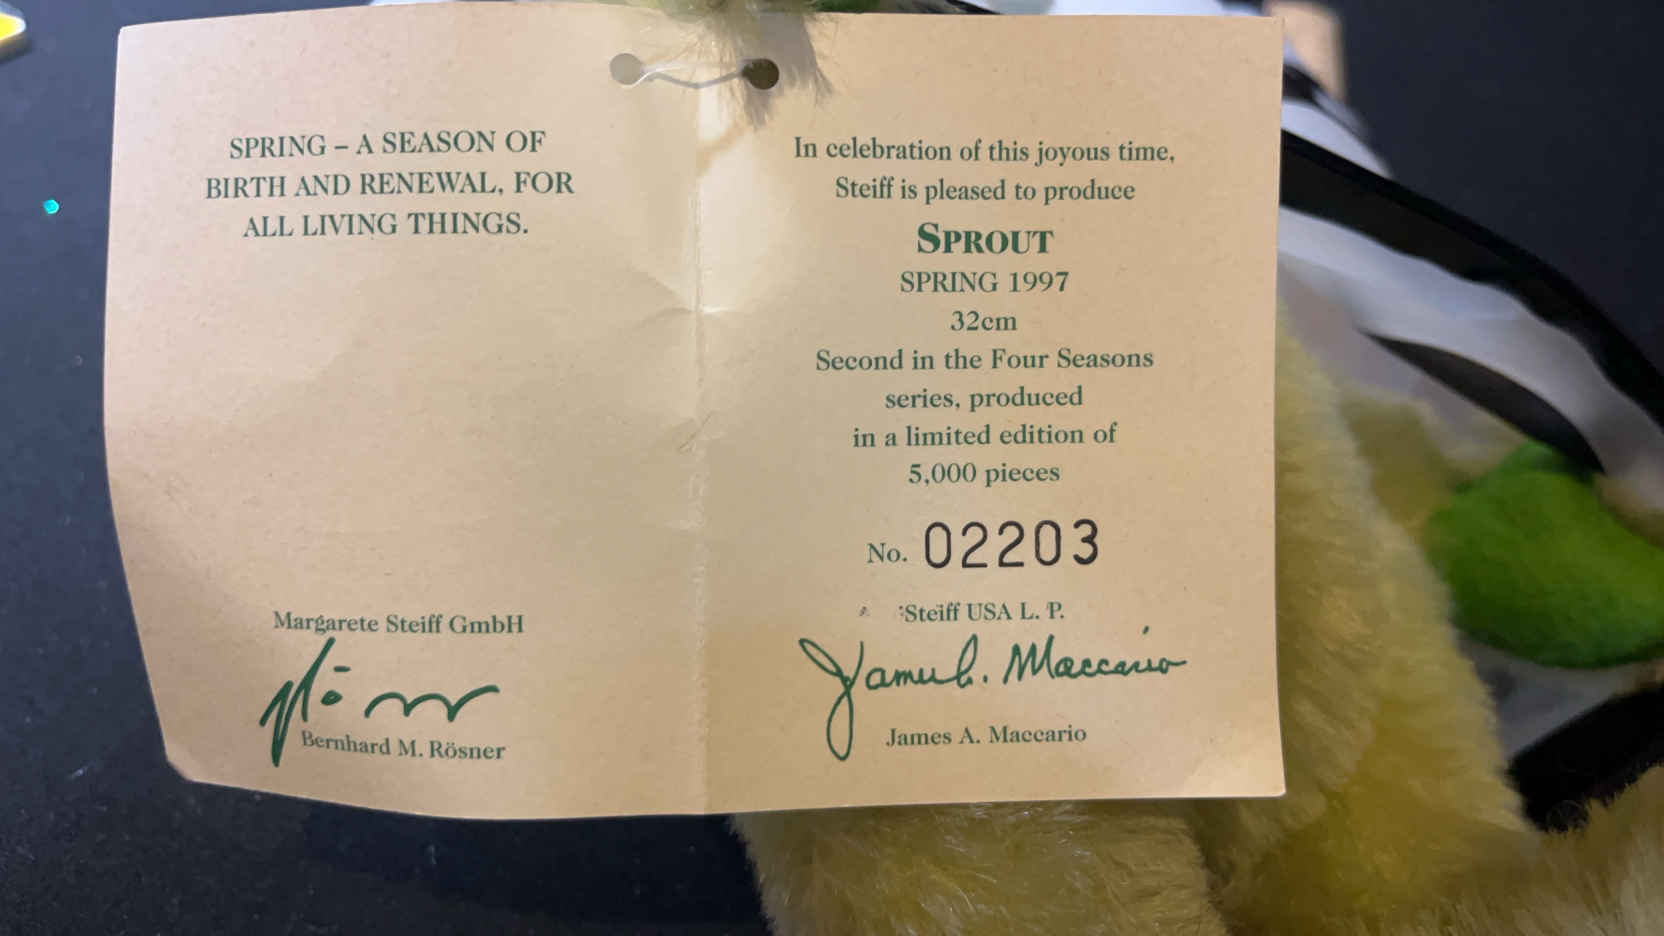 SPRING – A SEASON OF
BIRTH AND RENEWAL, FOR
ALL LIVING THINGS.
Margarete Steiff GmbH
Bernhard M. Rösner
In celebration of this joyous time,
Steiff is pleased to produce
SPROUT
SPRING 1997
32cm
Second in the Four Seasons
series, produced
in a limited edition of
5,000 pieces
No. 02203
Steiff USA L. P.
James A. Maccario
James A. Maccario